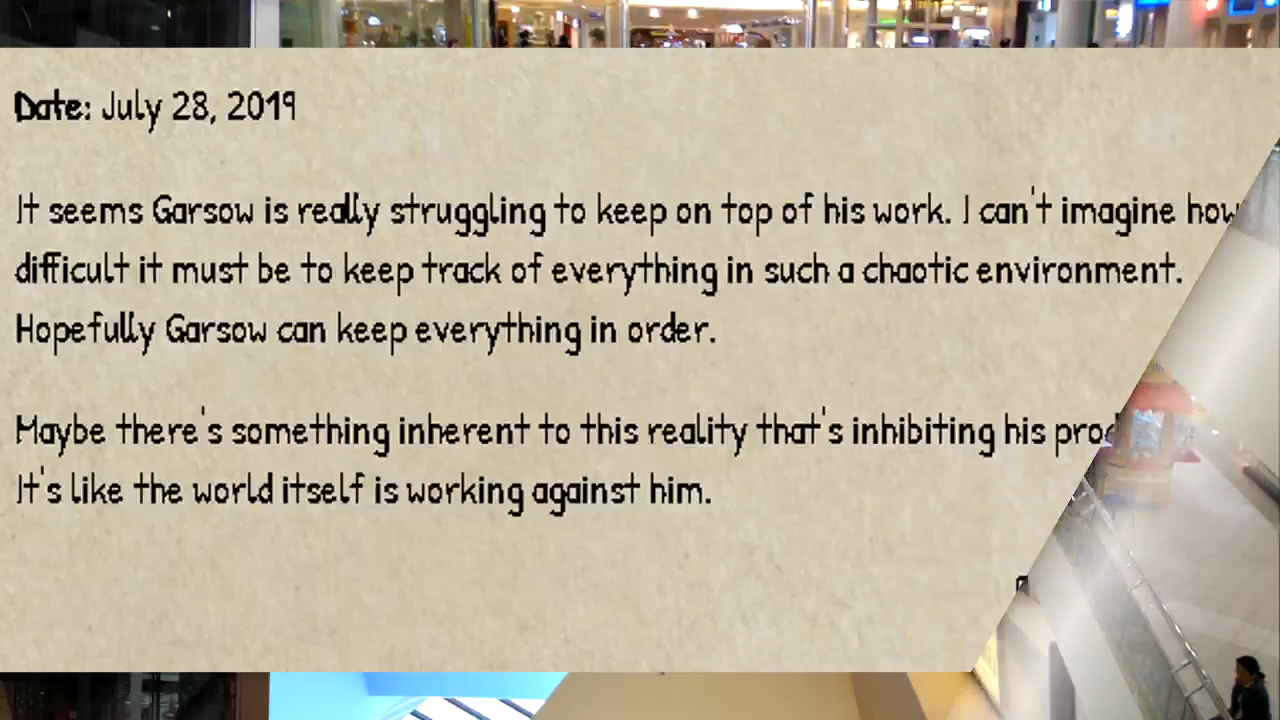 Date: July 28, 2019
It seems Garsow is really struggling to keep on top of his work. I can't imagine how
difficult it must be to keep track of everything in such a chaotic environment.
Hopefully Garsow can keep everything in order.
Maybe there's something inherent to this reality that's inhibiting his
It's like the world itself is working against him.